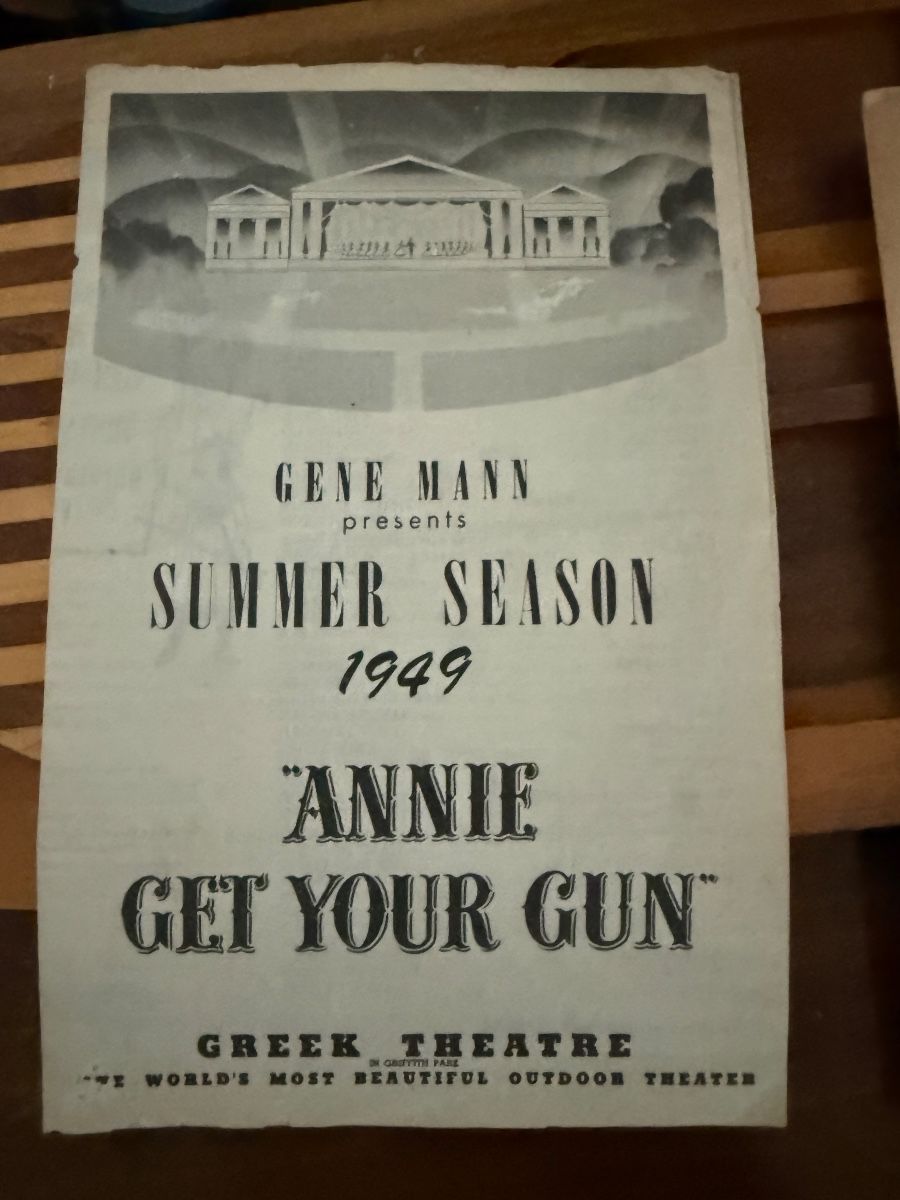 GENE MANN
presents
SUMMER SEASON
1949
"ANNIE
GET YOUR GUN"
GREEK THEATRE
IN GRIFFITH PARK
WORLD'S MOST BEAUTIFUL OUTDOOR THEATER